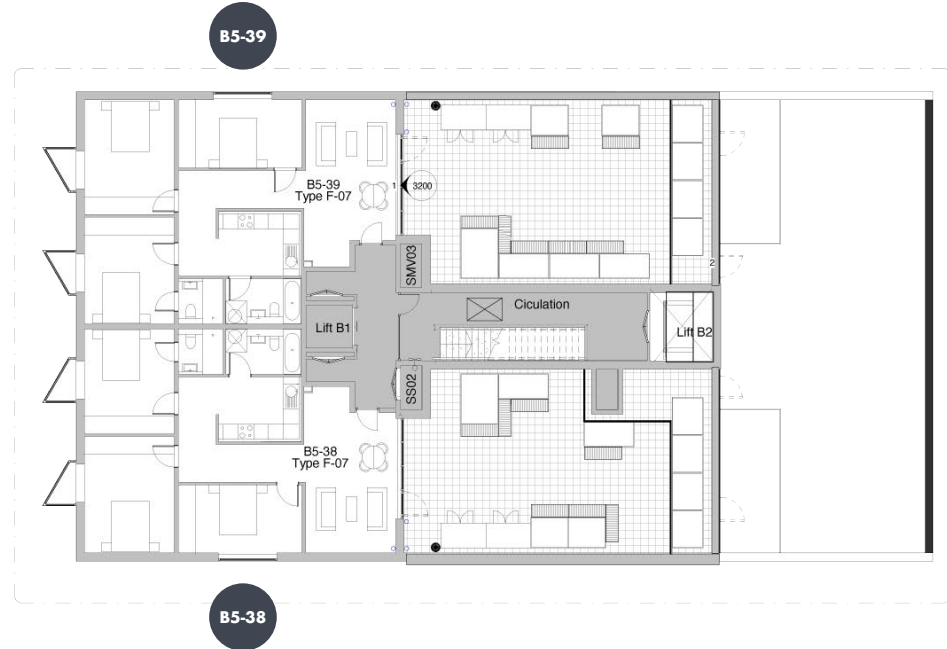 B5-39
B5-39
Type F-07
1
3200
SMV03
2
Ciculation
Lift B1
Lift B2
SS02
B5-38
Type F-07
B5-38